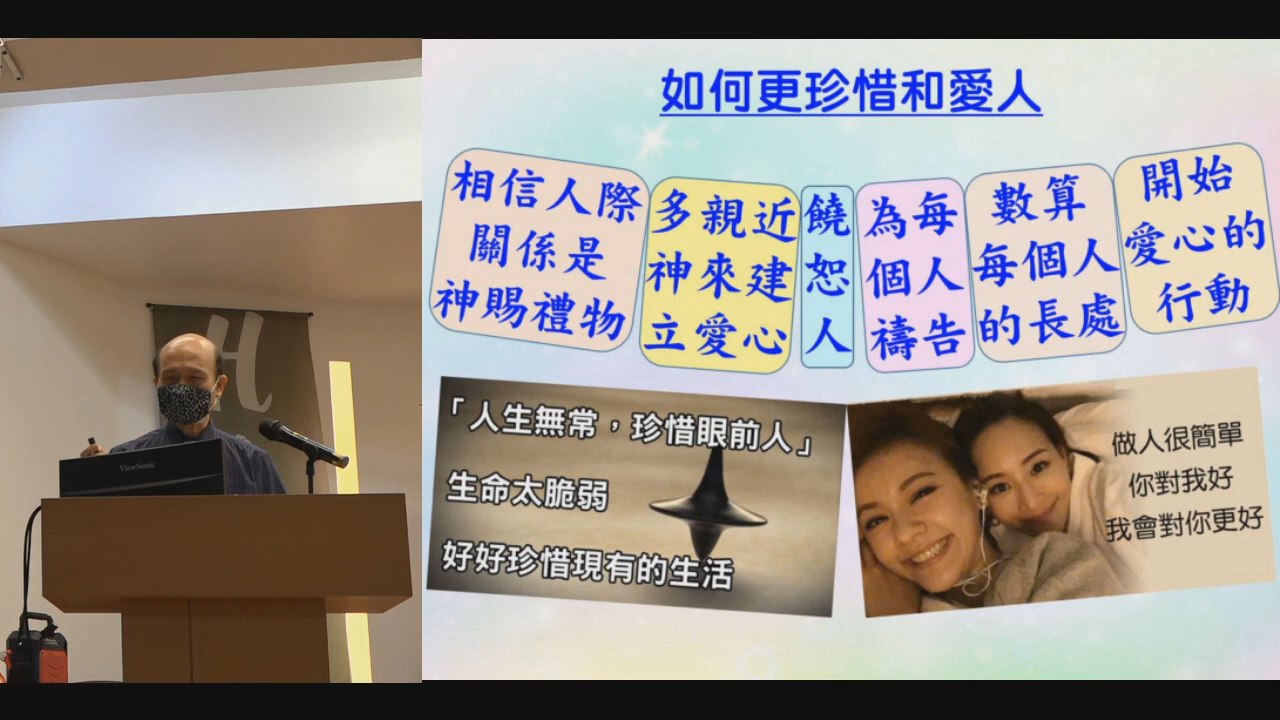 如何更珍惜和愛人
相信人際
關係是
神賜禮物
多親近
神來建
立愛心
饒
恕
人
為每
個人
禱告
數算
每個人
的長處
開始
愛心的
行動
「人生無常，珍惜眼前人」
生命太脆弱
好好珍惜現有的生活
做人很簡單
你對我好
我會對你更好
H
ViewSonic